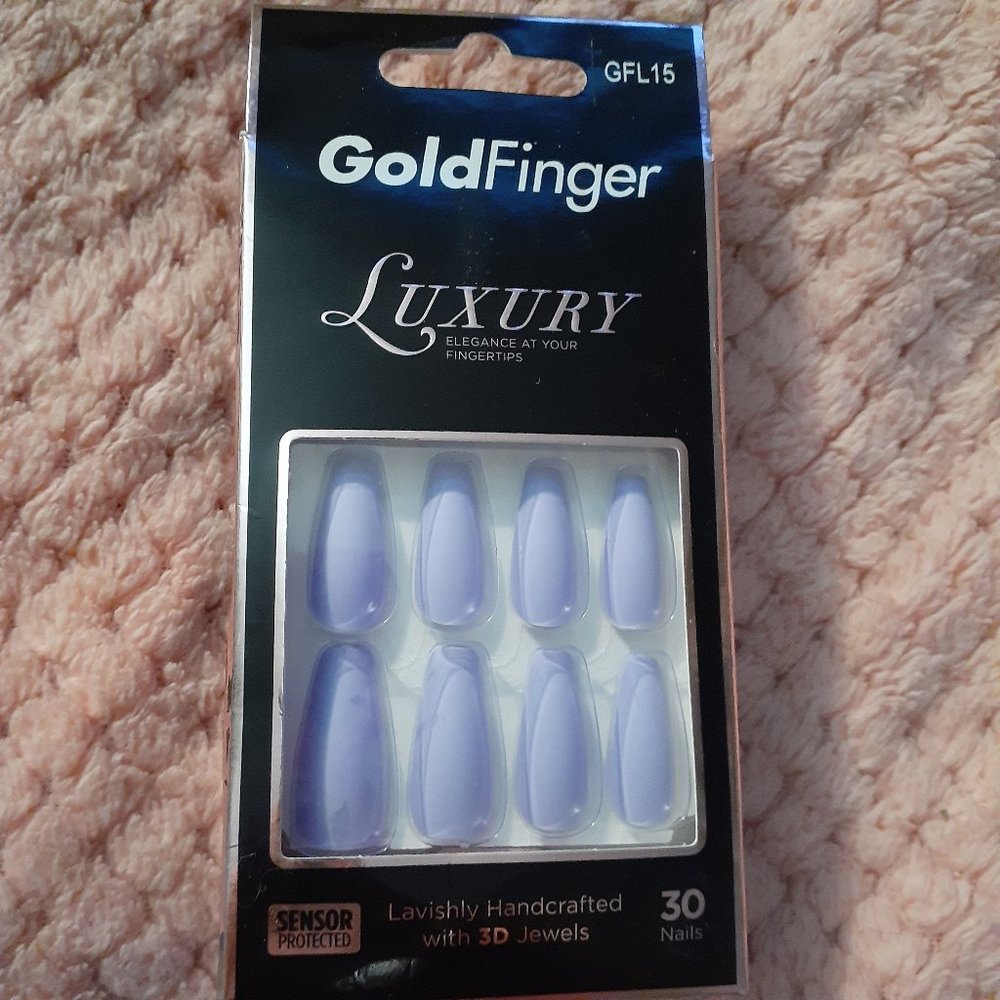 GFL15
GoldFinger
LUXURY
ELEGANCE AT YOUR
FINGERTIPS
SENSOR
PROTECTED
Lavishly Handcrafted
with 3D Jewels
30
Nails